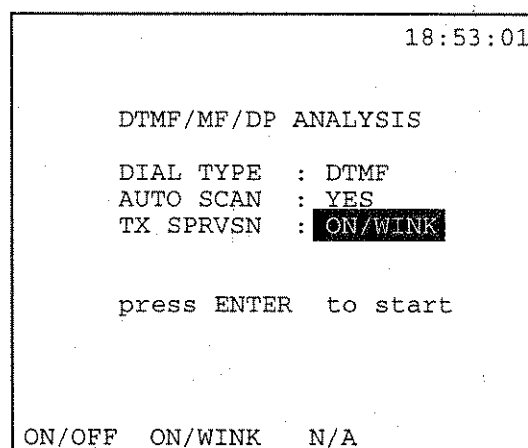 18:53:01
DTMF/MF/DP ANALYSIS
DIAL TYPE : DTMF
AUTO SCAN : YES
TX SPRVSN : ON/WINK
press ENTER to start
ON/OFF ON/WINK N/A